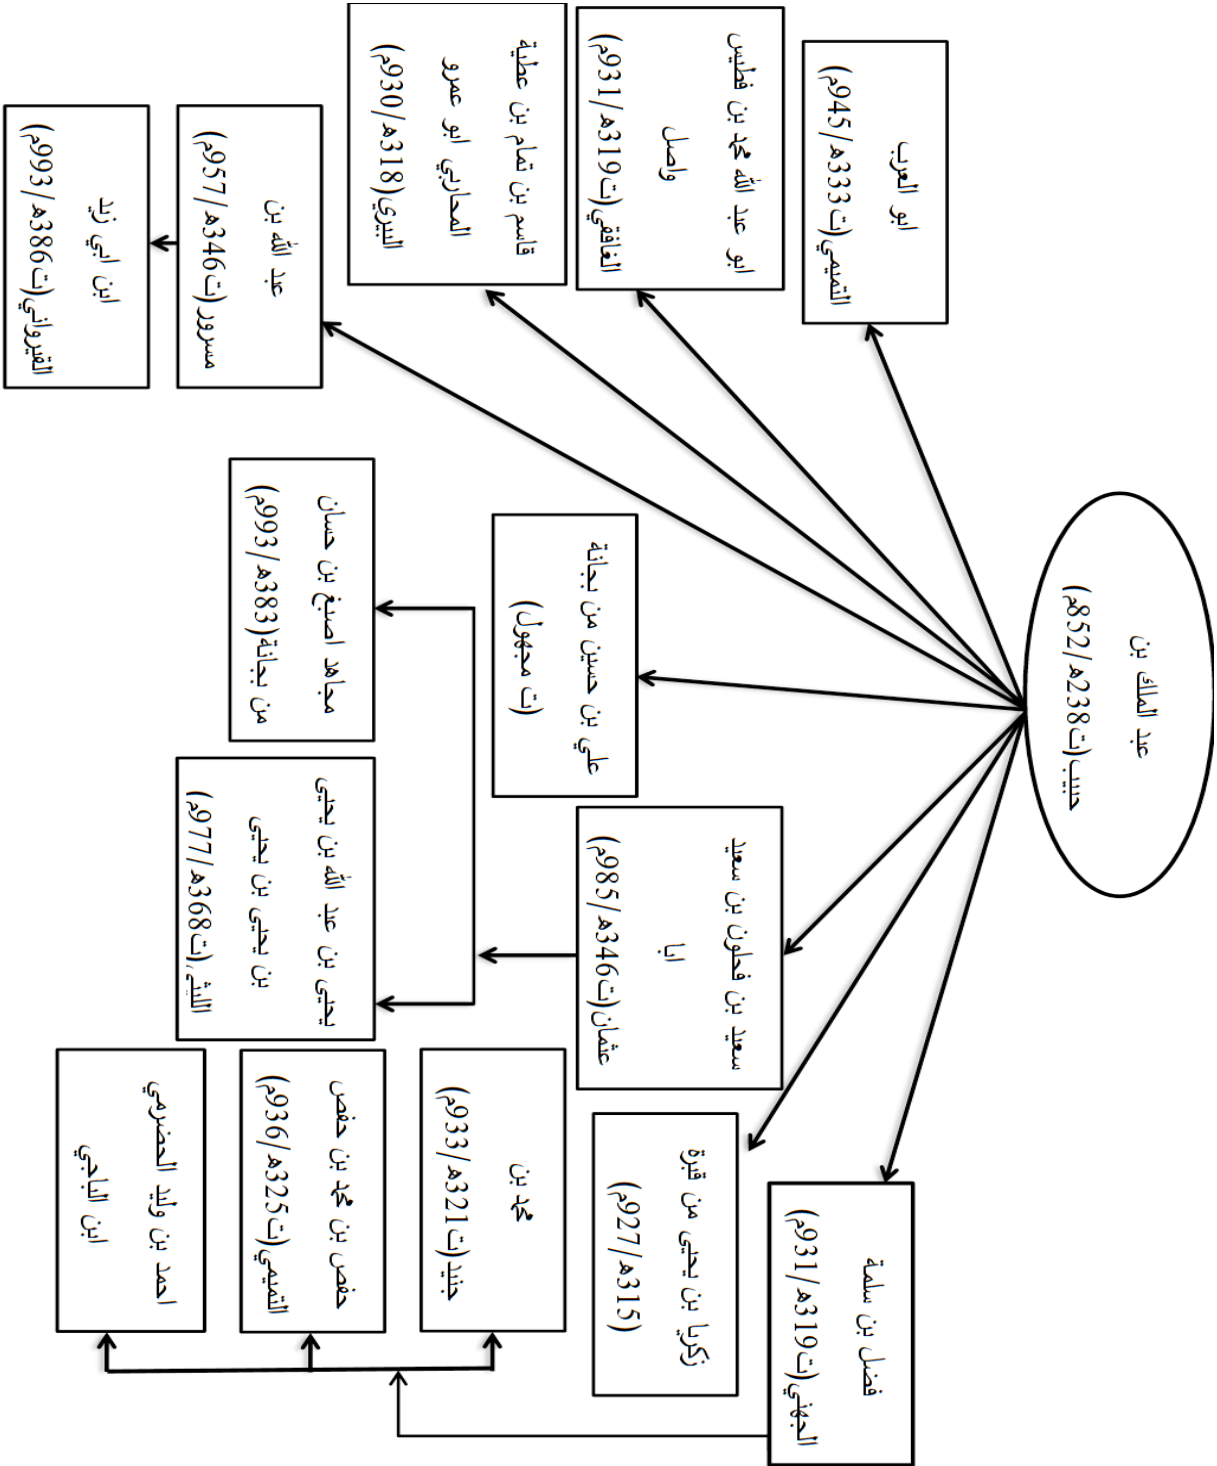 عبد الملك بن
حبيب(ت238ه/852م)
ابو العرب
التميمي(ت333ه/945م)
ابو عبد الله محمد بن فطيس
واصل
الغافقي(ت319ه/931م)
قاسم بن تمام بن عطية
المحاربي ابو عمرو
البيري(318ه/930م)
عبد الله بن
مسرور(ت346ه/957م)
ابن ابي زيد
القيرواني(ت386ه/993م)
علي بن حسين من بجانة
(ت مجهول)
سعيد بن فحلون بن سعيد
ابا
عثمان(ت346ه/985م)
مجاهد اصبغ بن حسان
من بجانة(383ه/993م)
يحيى بن عبد الله بن يحيى
بن يحيى بن يحيى
الليثي(ت368ه/977م)
زكريا بن يحيى من قبرة
(315ه/927م)
فضل بن سلمة
الجهني(ت319ه/931م)
محمد بن
جنيد(ت321ه/933م)
حفص بن محمد بن حفص
التميمي(ت325ه/936م)
احمد بن وليد الحضرمي
ابن الباجي